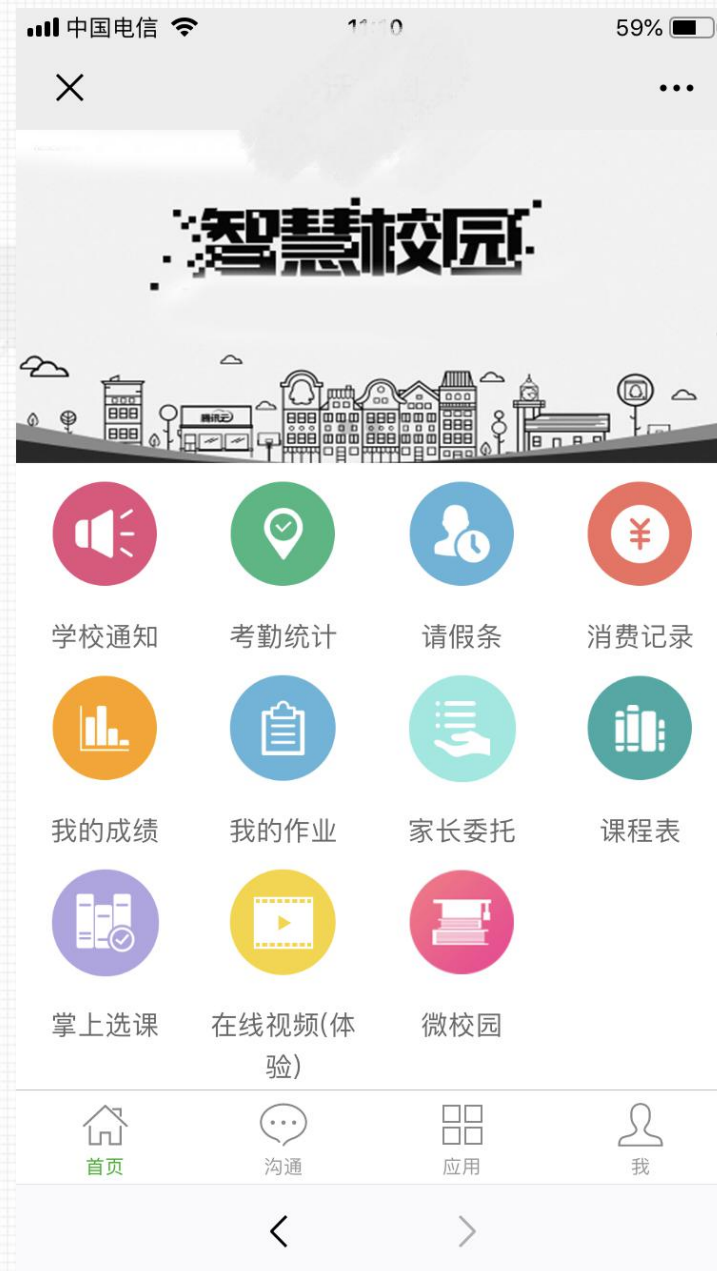 中国电信
59%
智慧校园
腾讯云
学校通知 考勤统计 请假条 消费记录
我的成绩 我的作业 家长委托 课程表
掌上选课 在线视频(体 微校园
验)
首页 沟通 应用 我